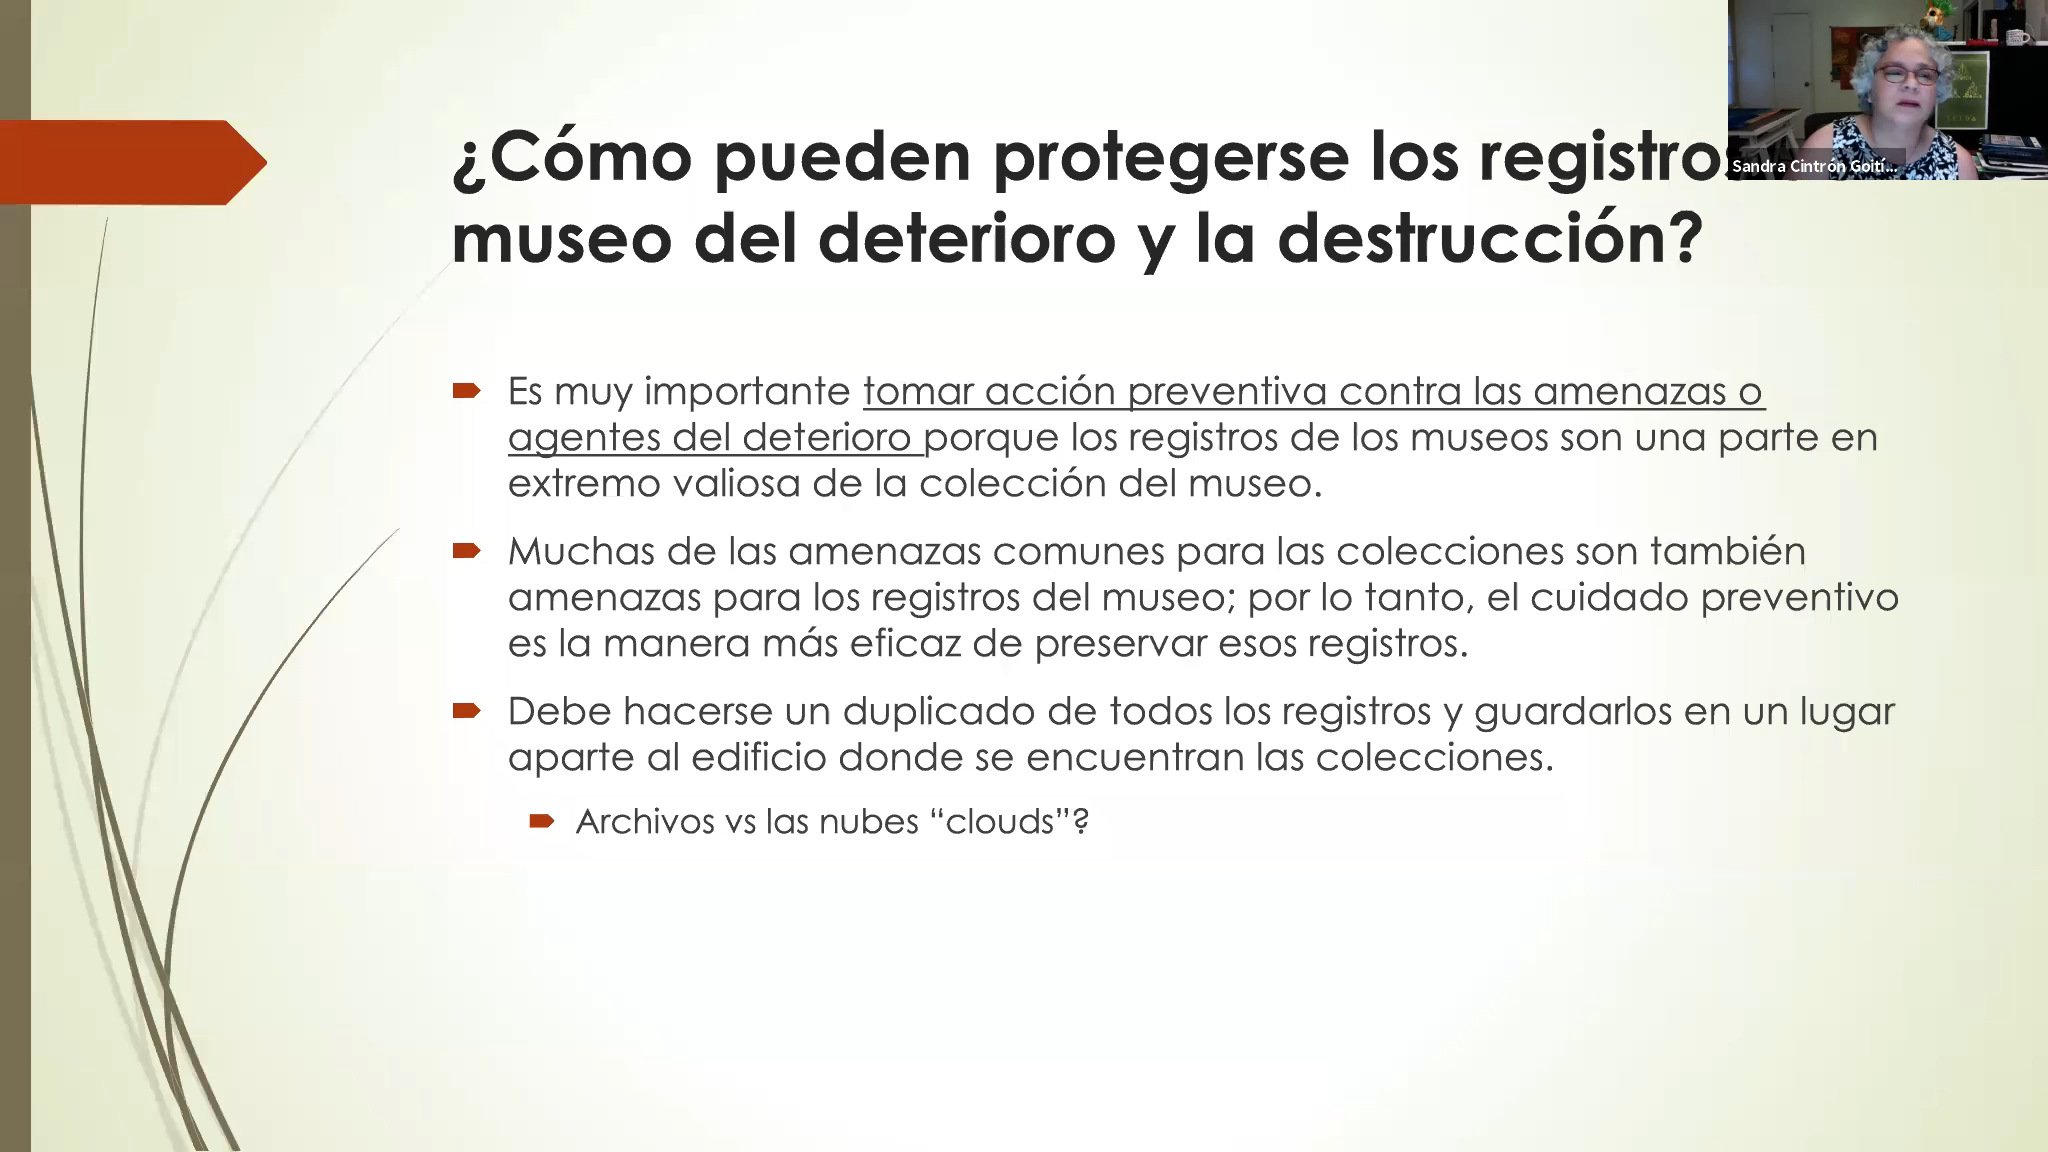 ¿Cómo pueden protegerse los registros
museo del deterioro y la destrucción?
Es muy importante tomar acción preventiva contra las amenazas o
agentes del deterioro porque los registros de los museos son una parte en
extremo valiosa de la colección del museo.
Muchas de las amenazas comunes para las colecciones son también
amenazas para los registros del museo; por lo tanto, el cuidado preventivo
es la manera más eficaz de preservar esos registros.
Debe hacerse un duplicado de todos los registros y guardarlos en un lugar
aparte al edificio donde se encuentran las colecciones.
Archivos vs las nubes “clouds”?
Sandra Cintrón Goití...